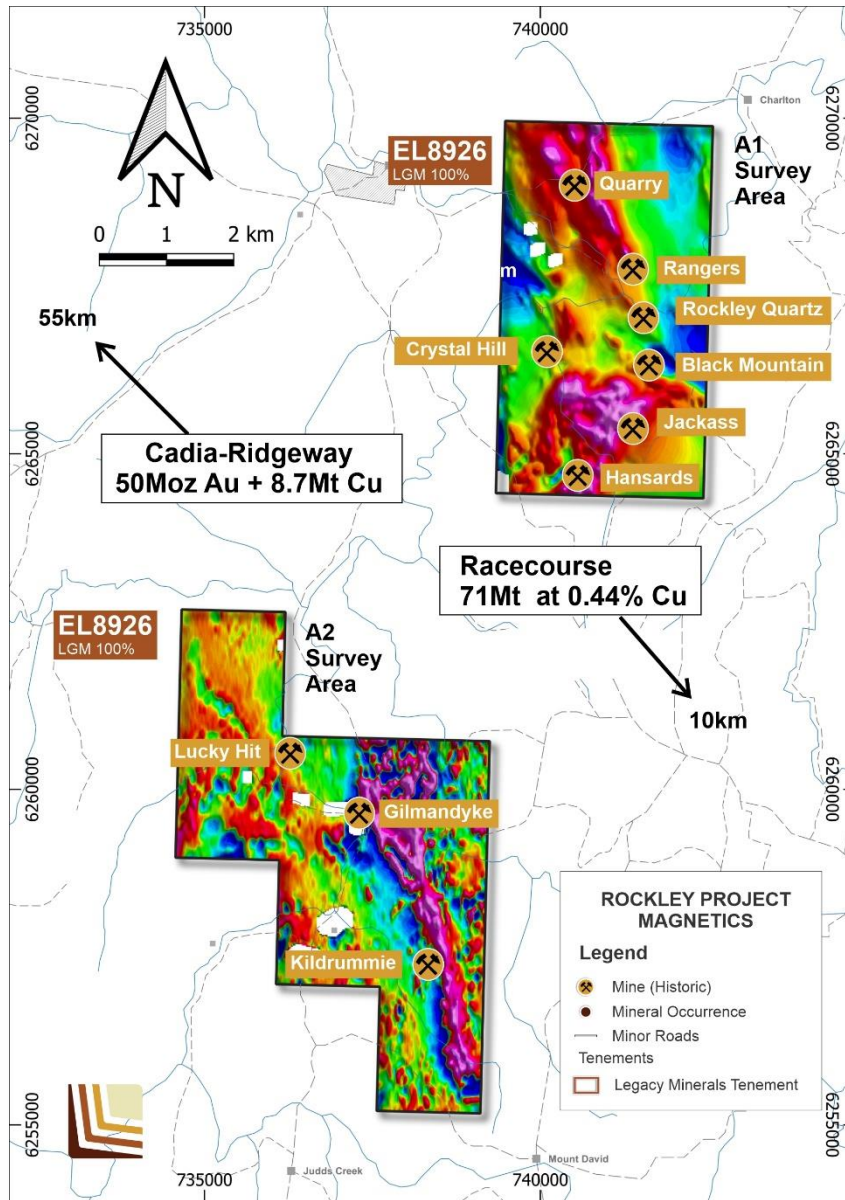 735000
740000
6270000
6270000
Charlton
EL8926
LGM 100%
A1
Survey
Area
Quarry
N
0 1 2 km
Rangers
m
Rockley Quartz
55km
Crystal Hill
Black Mountain
Jackass
Cadia-Ridgeway
50Moz Au + 8.7Mt Cu
6265000
6265000
Hansards
Racecourse
71Mt at 0.44% Cu
EL8926
LGM 100%
A2
Survey
Area
10km
Lucky Hit
6260000
6260000
Gilmandyke
Kildrummie
ROCKLEY PROJECT
MAGNETICS
Legend
Mine (Historic)
Mineral Occurrence
Minor Roads
Tenements
Legacy Minerals Tenement
6255000
6255000
Mount David
Judds Creek
735000
740000